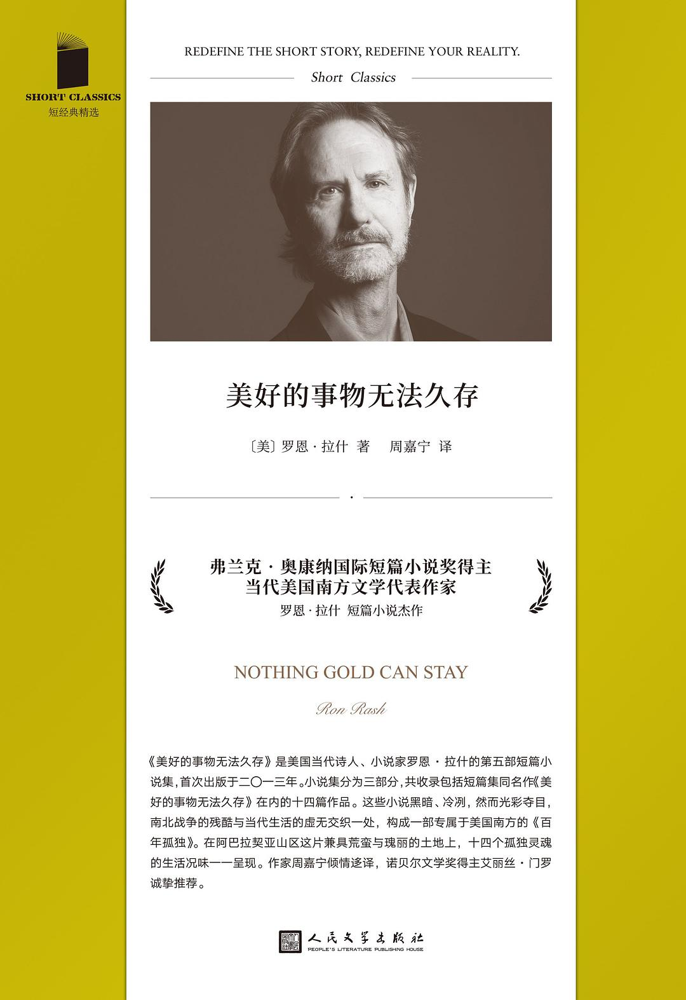 SHORT CLASSICS
短经典精选
REDEFINE THE SHORT STORY, REDEFINE YOUR REALITY.
Short Classics
美好的事物无法久存
〔美〕罗恩·拉什 著 周嘉宁 译
弗兰克·奥康纳国际短篇小说奖得主
当代美国南方文学代表作家
罗恩·拉什 短篇小说杰作
NOTHING GOLD CAN STAY
Ron Rash
《美好的事物无法久存》是美国当代诗人、小说家罗恩·拉什的第五部短篇小
说集,首次出版于二〇一三年。小说集分为三部分,共收录包括短篇集同名作《美
好的事物无法久存》在内的十四篇作品。这些小说黑暗、冷冽,然而光彩夺目,
南北战争的残酷与当代生活的虚无交织一处,构成一部专属于美国南方的《百
年孤独》。在阿巴拉契亚山区这片兼具荒蛮与瑰丽的土地上,十四个孤独灵魂
的生活况味一一呈现。作家周嘉宁倾情迻译,诺贝尔文学奖得主艾丽丝·门罗
诚挚推荐。
人民文学出版社
PEOPLE'S LITERATURE PUBLISHING HOUSE